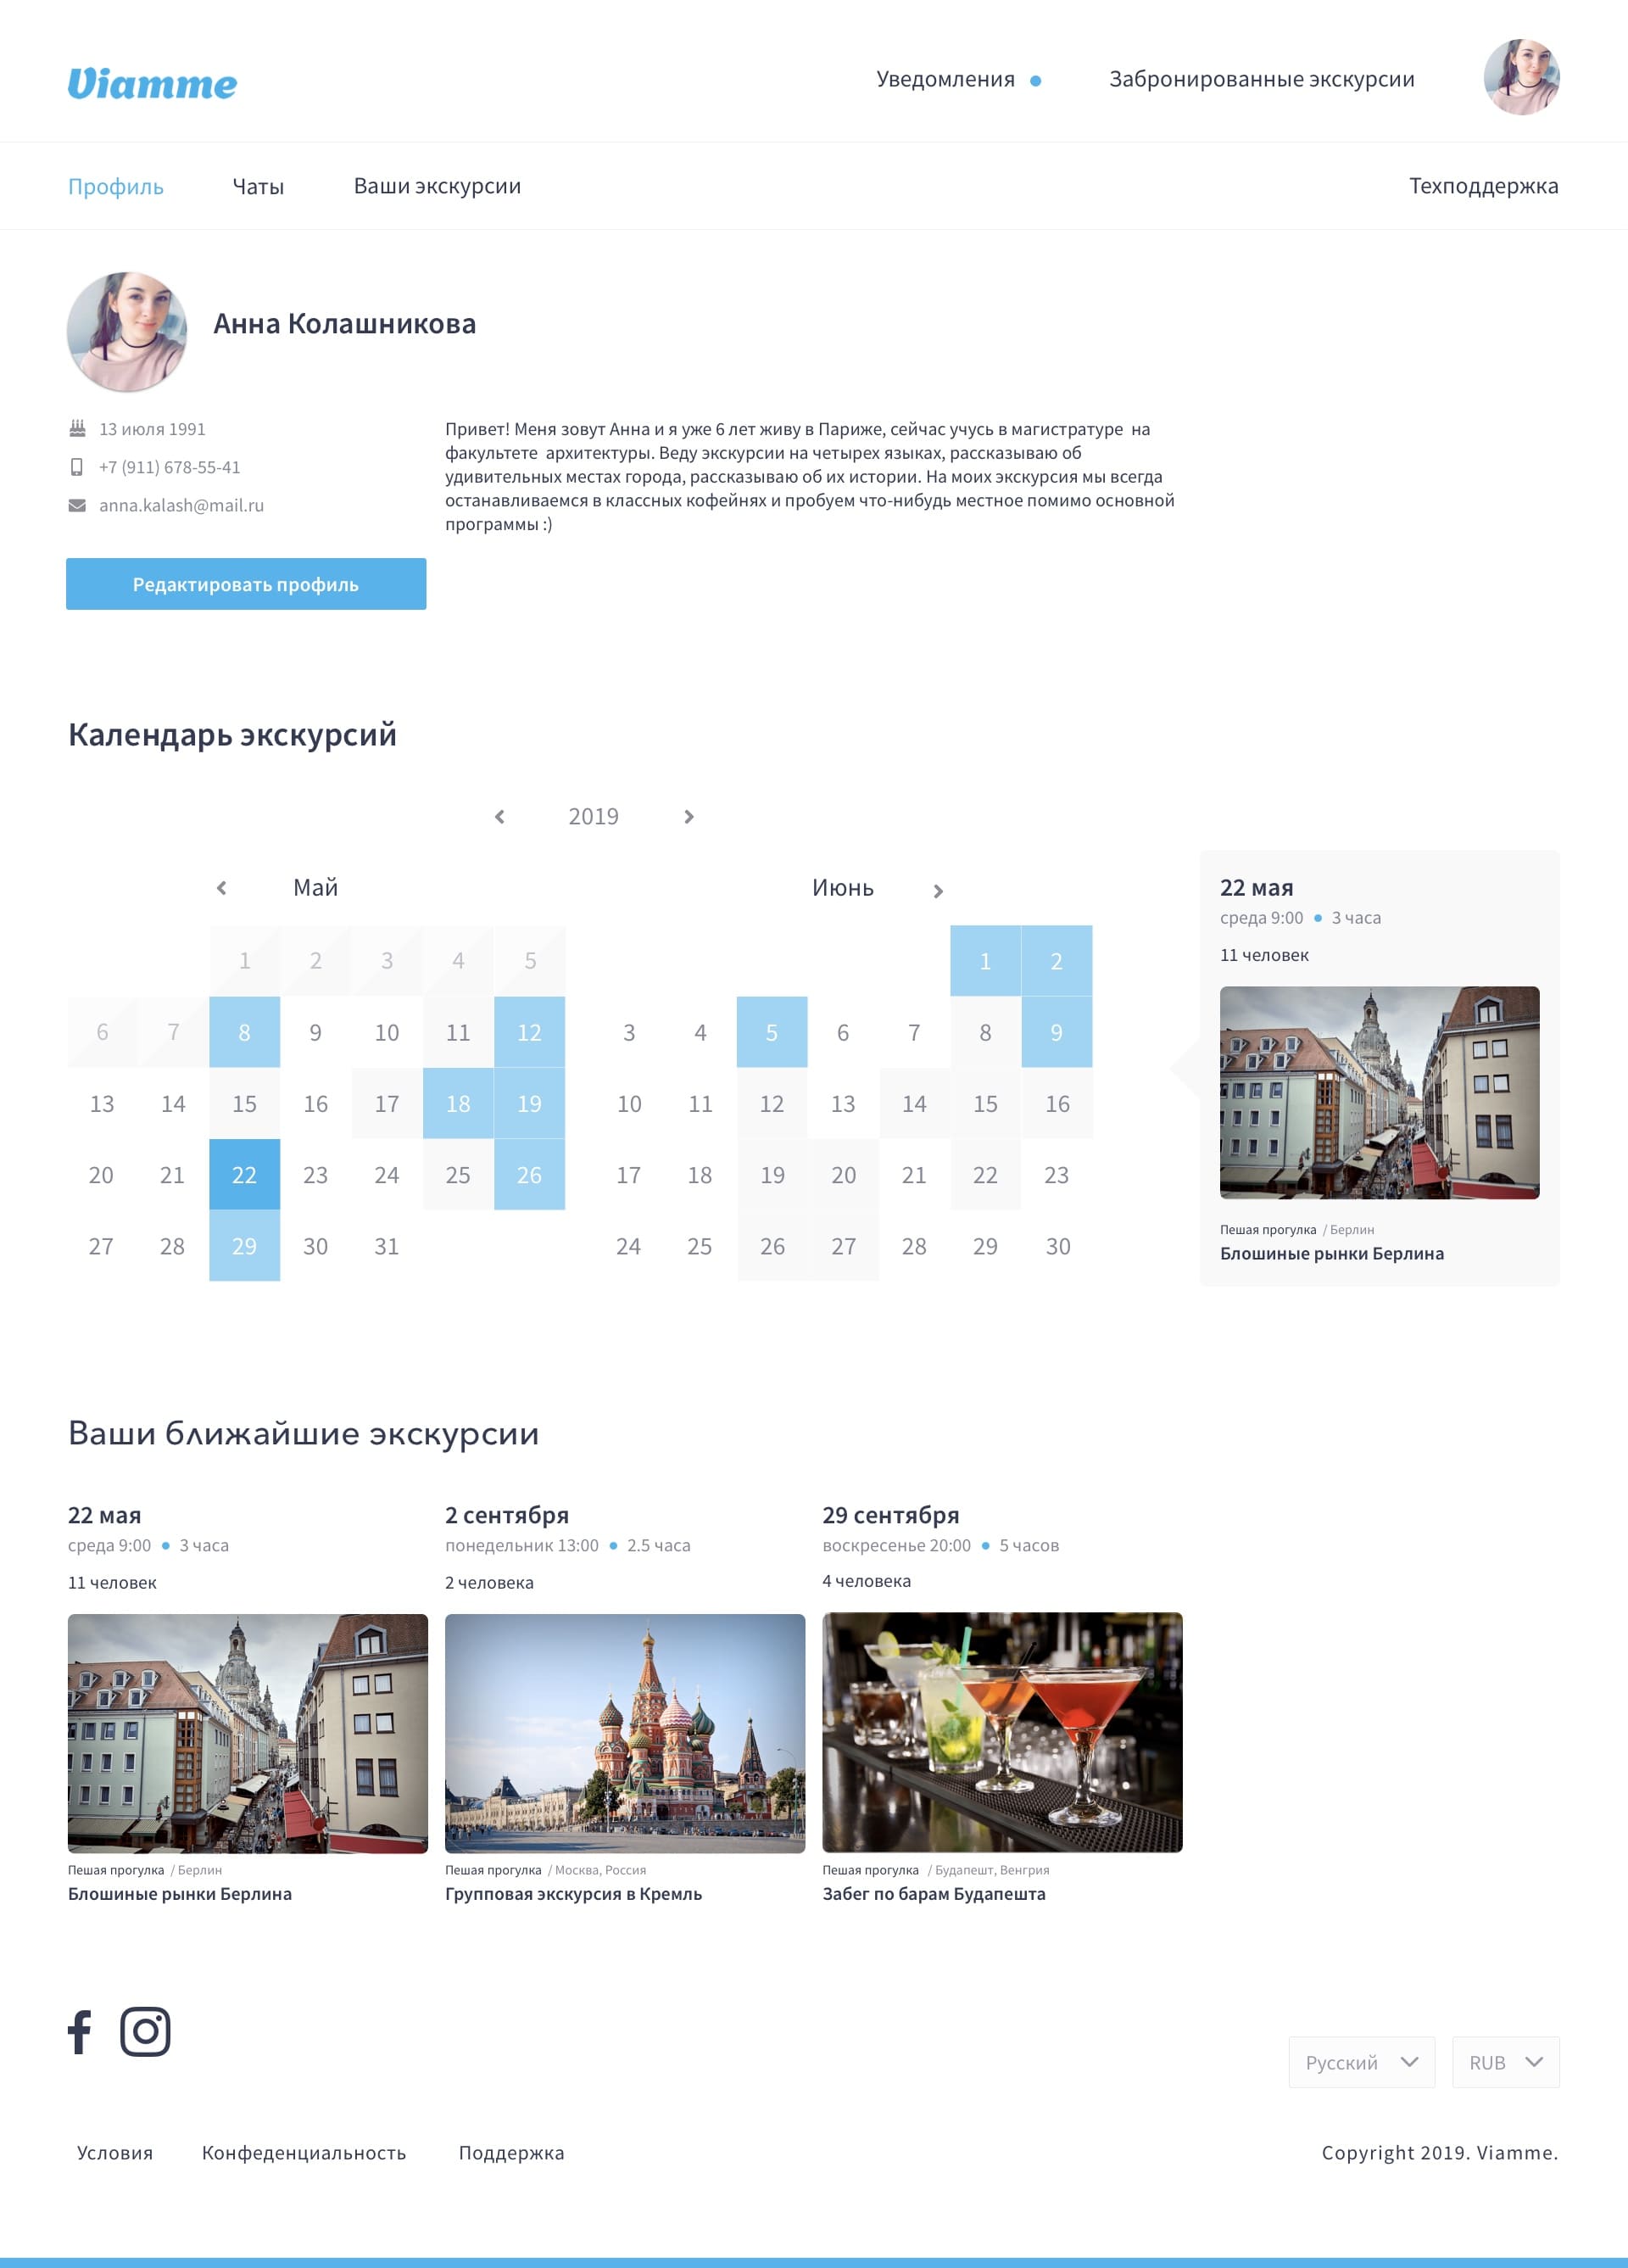 Viamme
Уведомления
Забронированные экскурсии
Профиль
Чаты
Ваши экскурсии
Техподдержка
Анна Колашникова
13 июля 1991
+7 (911) 678-55-41
anna.kalash@mail.ru
Привет! Меня зовут Анна и я уже 6 лет живу в Париже, сейчас учусь в магистратуре на
факультете архитектуры. Веду экскурсии на четырех языках, рассказываю об
удивительных местах города, рассказываю об их истории. На моих экскурсия мы всегда
останавливаемся в классных кофейнях и пробуем что-нибудь местное помимо основной
программы :)
Редактировать профиль
Календарь экскурсий
2019
Май
1 2 3 4 5
6 7 8 9 10 11 12
13 14 15 16 17 18 19
20 21 22 23 24 25 26
27 28 29 30 31
Июнь
1 2
3 4 5 6 7 8 9
10 11 12 13 14 15 16
17 18 19 20 21 22 23
24 25 26 27 28 29 30
22 мая
среда 9:00 • 3 часа
11 человек
Пешая прогулка / Берлин
Блошиные рынки Берлина
Ваши ближайшие экскурсии
22 мая
среда 9:00 • 3 часа
11 человек
Пешая прогулка / Берлин
Блошиные рынки Берлина
2 сентября
понедельник 13:00 • 2.5 часа
2 человека
Пешая прогулка / Москва, Россия
Групповая экскурсия в Кремль
29 сентября
воскресенье 20:00 • 5 часов
4 человека
Пешая прогулка / Будапешт, Венгрия
Забег по барам Будапешта
Русский
RUB
Условия
Конфеденциальность
Поддержка
Copyright 2019. Viamme.